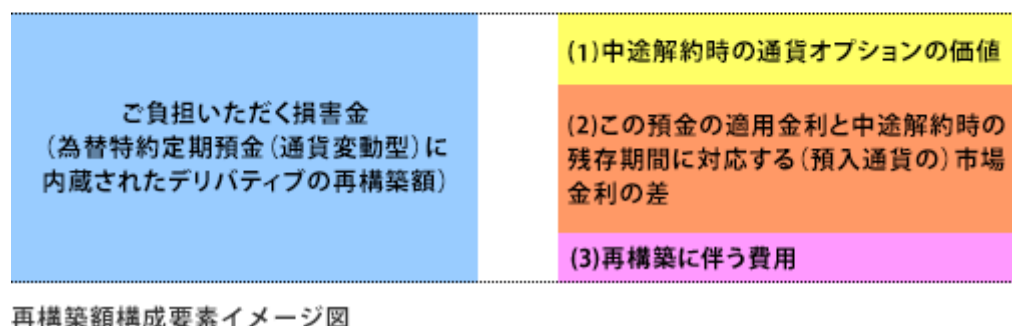 ご負担いただく損害金
（為替特約定期預金（通貨変動型）に
内蔵されたデリバティブの再構築額）
(1)中途解約時の通貨オプションの価値
(2)この預金の適用金利と中途解約時の
残存期間に対応する（預入通貨の）市場
金利の差
(3)再構築に伴う費用
再構築額構成要素イメージ図